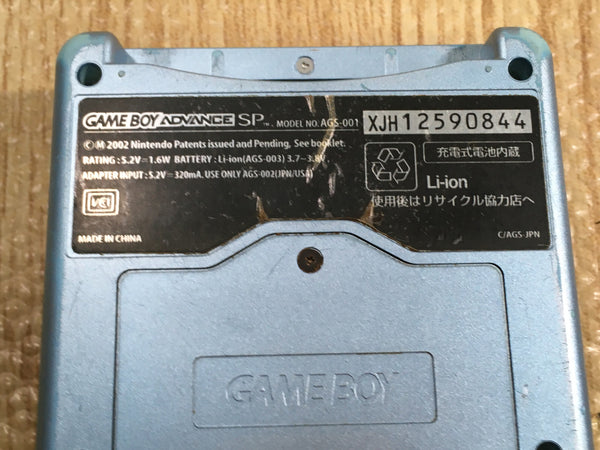 GAME BOY ADVANCE SP™ MODEL NO. AGS-001
XJH12590844
©,M 2002 Nintendo Patents issued and Pending, See booklet.
RATING : 5.2V⎓1.6W BATTERY : Li-ion(AGS-003) 3.7⎓3.8V
ADAPTER INPUT : 5.2V⎓320mA. USE ONLY AGS-002(JPN/USA)
VCI
MADE IN CHINA
充電式電池内蔵
Li-ion
使用後はリサイクル協力店へ
C/AGS-JPN
GAME BOY